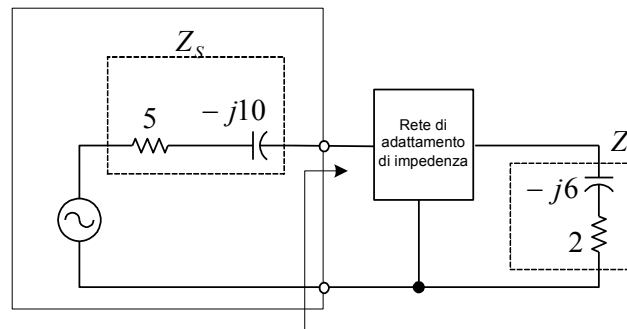 Z_S
5
− j10
Rete di
adattamento
di impedenza
Z
− j6
2